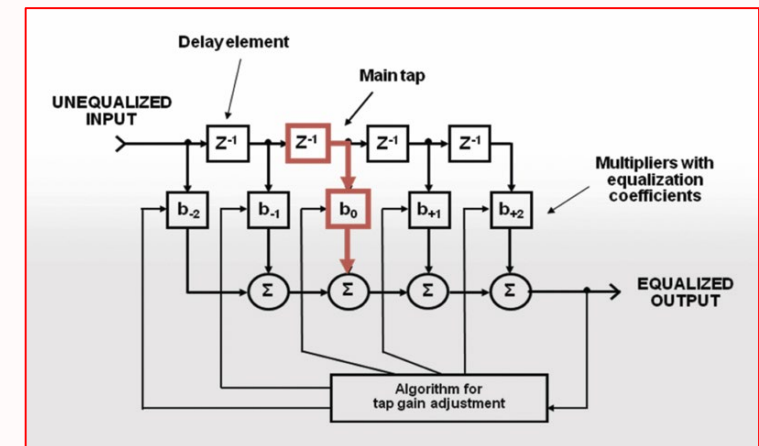 Delay element
Main tap
UNEQUALIZED
INPUT
Z-1
Z-1
Z-1
Z-1
Multipliers with
equalization
coefficients
b-2
b-1
b0
b+1
b+2
Σ
Σ
Σ
Σ
EQUALIZED
OUTPUT
Algorithm for
tap gain adjustment